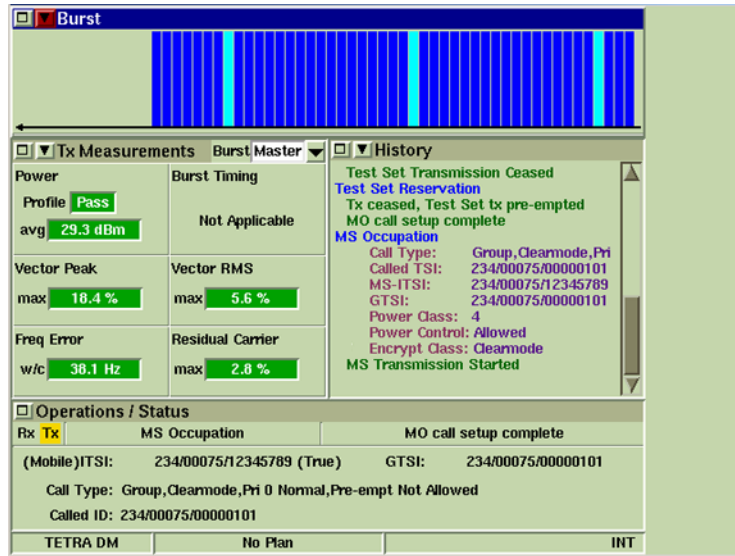 Burst
Tx Measurements Burst Master
Power
Profile Pass
avg 29.3 dBm
Burst Timing
Not Applicable
Vector Peak
max 18.4 %
Vector RMS
max 5.6 %
Freq Error
w/c 38.1 Hz
Residual Carrier
max 2.8 %
History
Test Set Transmission Ceased
Test Set Reservation
Tx ceased, Test Set tx pre-empted
MO call setup complete
MS Occupation
Call Type: Group,Clearmode,Pri
Called TSI: 234/00075/00000101
MS-ITSI: 234/00075/12345789
GTSI: 234/00075/00000101
Power Class: 4
Power Control: Allowed
Encrypt Class: Clearmode
MS Transmission Started
Operations / Status
Rx Tx MS Occupation MO call setup complete
(Mobile)ITSI: 234/00075/12345789 (True) GTSI: 234/00075/00000101
Call Type: Group,Clearmode,Pri 0 Normal,Pre-empt Not Allowed
Called ID: 234/00075/00000101
TETRA DM No Plan INT